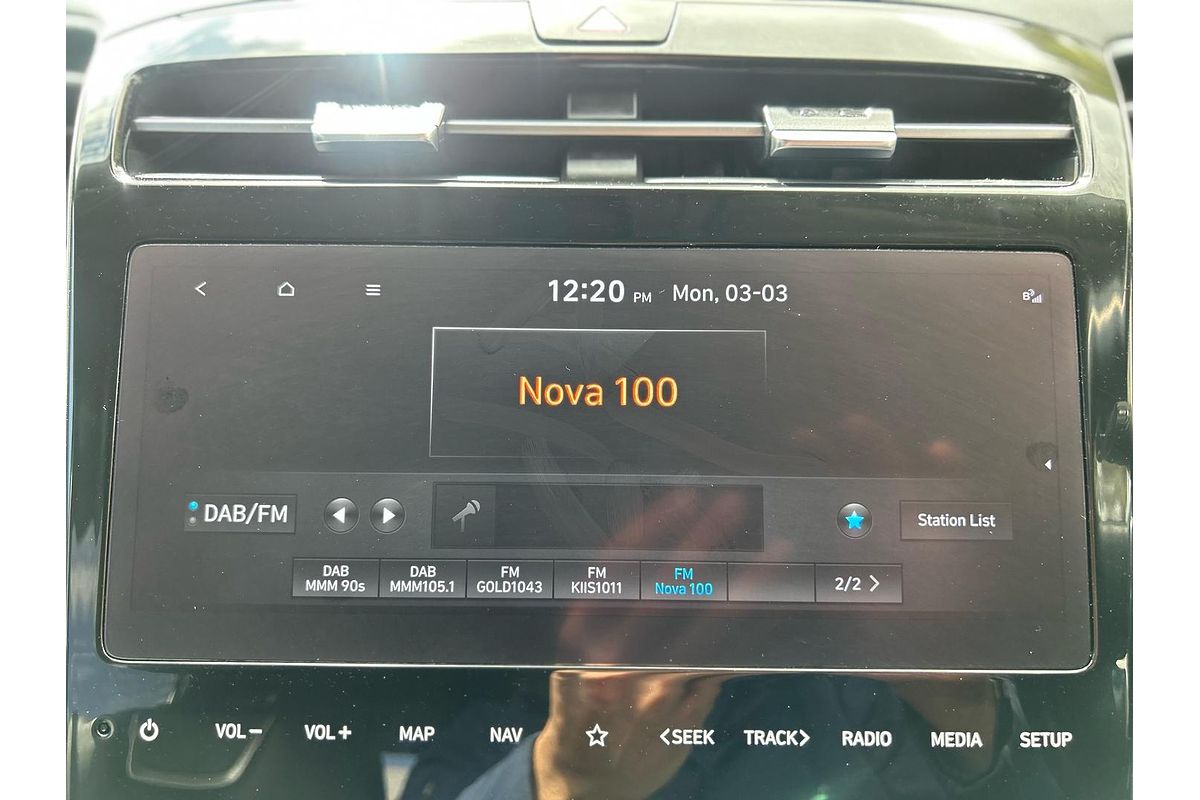 12:20 PM Mon, 03-03
Nova 100
DAB/FM
Station List
DAB
MMM 90s
DAB
MMM105.1
FM
GOLD1043
FM
KIIS1011
FM
Nova 100
2/2 >
VOL− VOL+ MAP NAV <SEEK TRACK> RADIO MEDIA SETUP